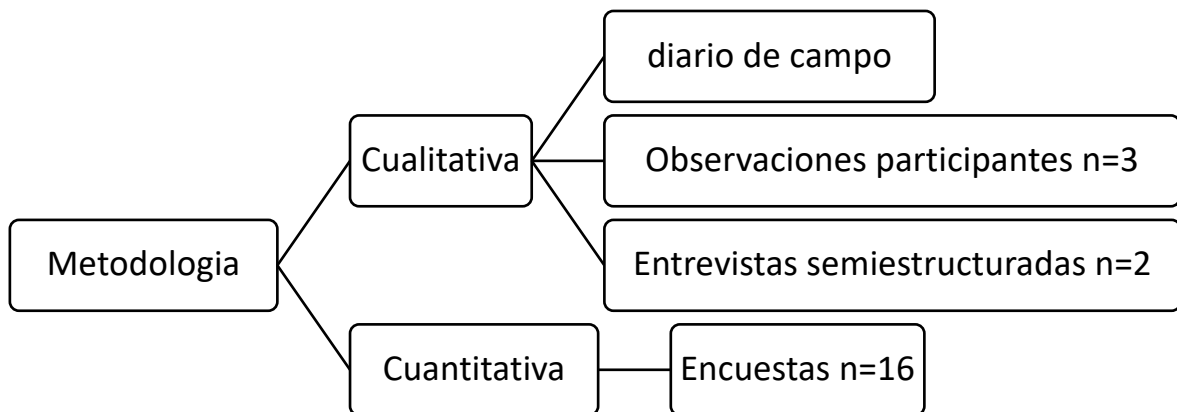 Metodologia
Cualitativa
diario de campo
Observaciones participantes n=3
Entrevistas semiestructuradas n=2
Cuantitativa
Encuestas n=16